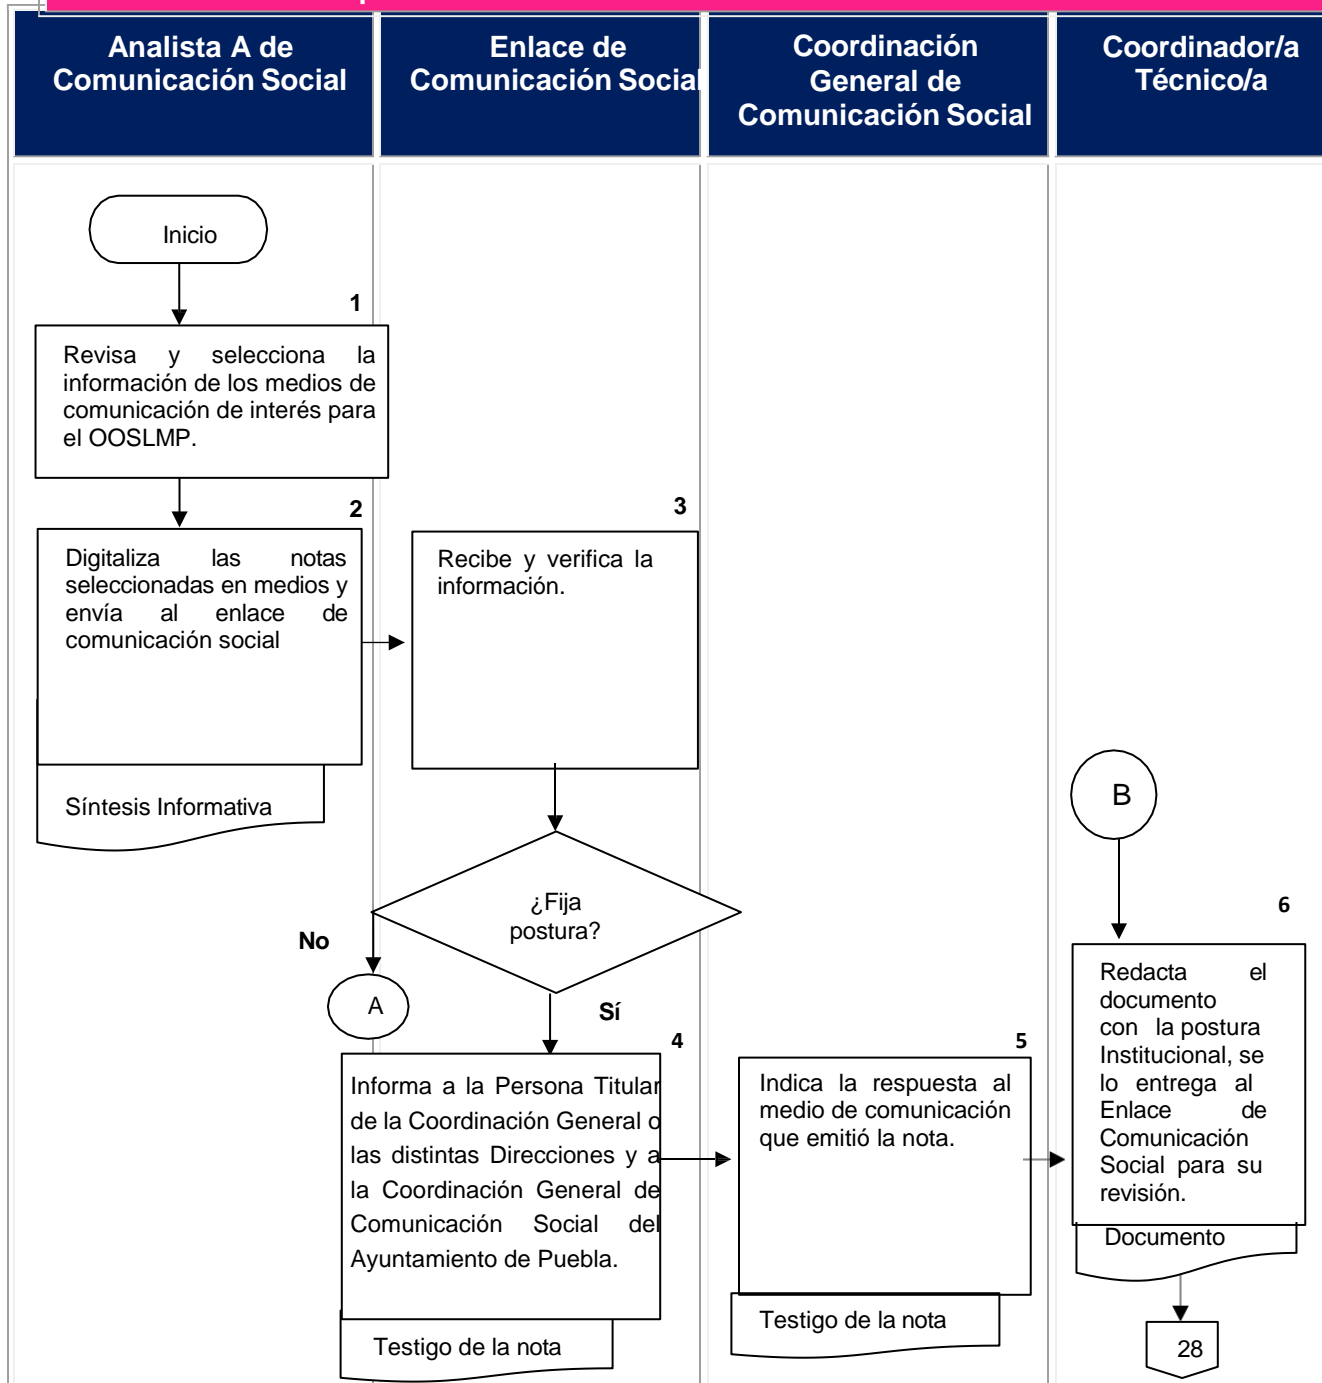 Analista A de
Comunicación Social
Enlace de
Comunicación Social
Coordinación
General de
Comunicación Social
Coordinador/a
Técnico/a
Inicio
1
Revisa y selecciona la
información de los medios de
comunicación de interés para
el OOSLMP.
2
Digitaliza las notas
seleccionadas en medios y
envía al enlace de
comunicación social
Síntesis Informativa
3
Recibe y verifica la
información.
¿Fija
postura?
No
A
Sí
4
Informa a la Persona Titular
de la Coordinación General o
las distintas Direcciones y a
la Coordinación General de
Comunicación Social del
Ayuntamiento de Puebla.
Testigo de la nota
5
Indica la respuesta al
medio de comunicación
que emitió la nota.
Testigo de la nota
B
6
Redacta el
documento
con la postura
Institucional, se
lo entrega al
Enlace de
Comunicación
Social para su
revisión.
Documento
28